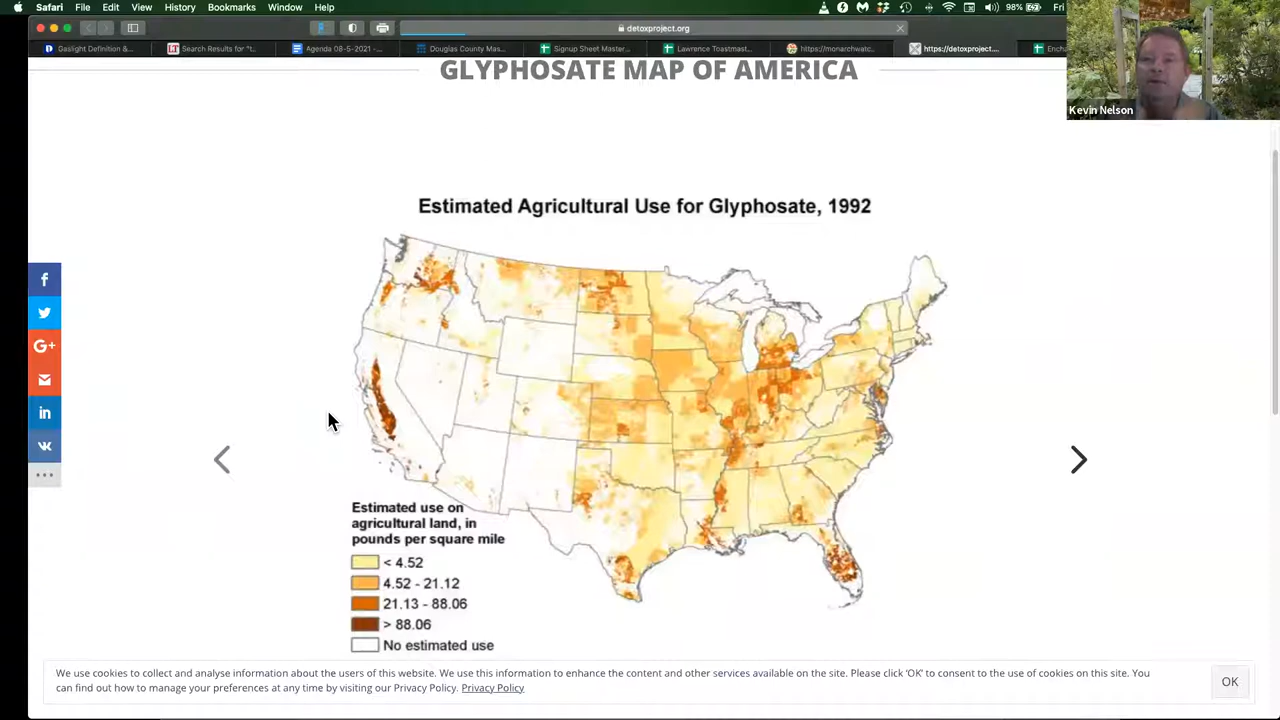 Safari File Edit View History Bookmarks Window Help 98% Fri
detoxproject.org
Gaslight Definition &... Search Results for "t... Agenda 08-5-2021 -... Douglas County Mas... Signup Sheet Master... Lawrence Toastmast... https://monarchwatc... https://detoxproject.... Ench
GLYPHOSATE MAP OF AMERICA
Kevin Nelson
Estimated Agricultural Use for Glyphosate, 1992
f
G+
in
Estimated use on
agricultural land, in
pounds per square mile
< 4.52
4.52 - 21.12
21.13 - 88.06
> 88.06
No estimated use
We use cookies to collect and analyse information about the users of this website. We use this information to enhance the content and other services available on the site. Please click 'OK' to consent to the use of cookies on this site. You
can find out how to manage your preferences at any time by visiting our Privacy Policy. Privacy Policy
OK